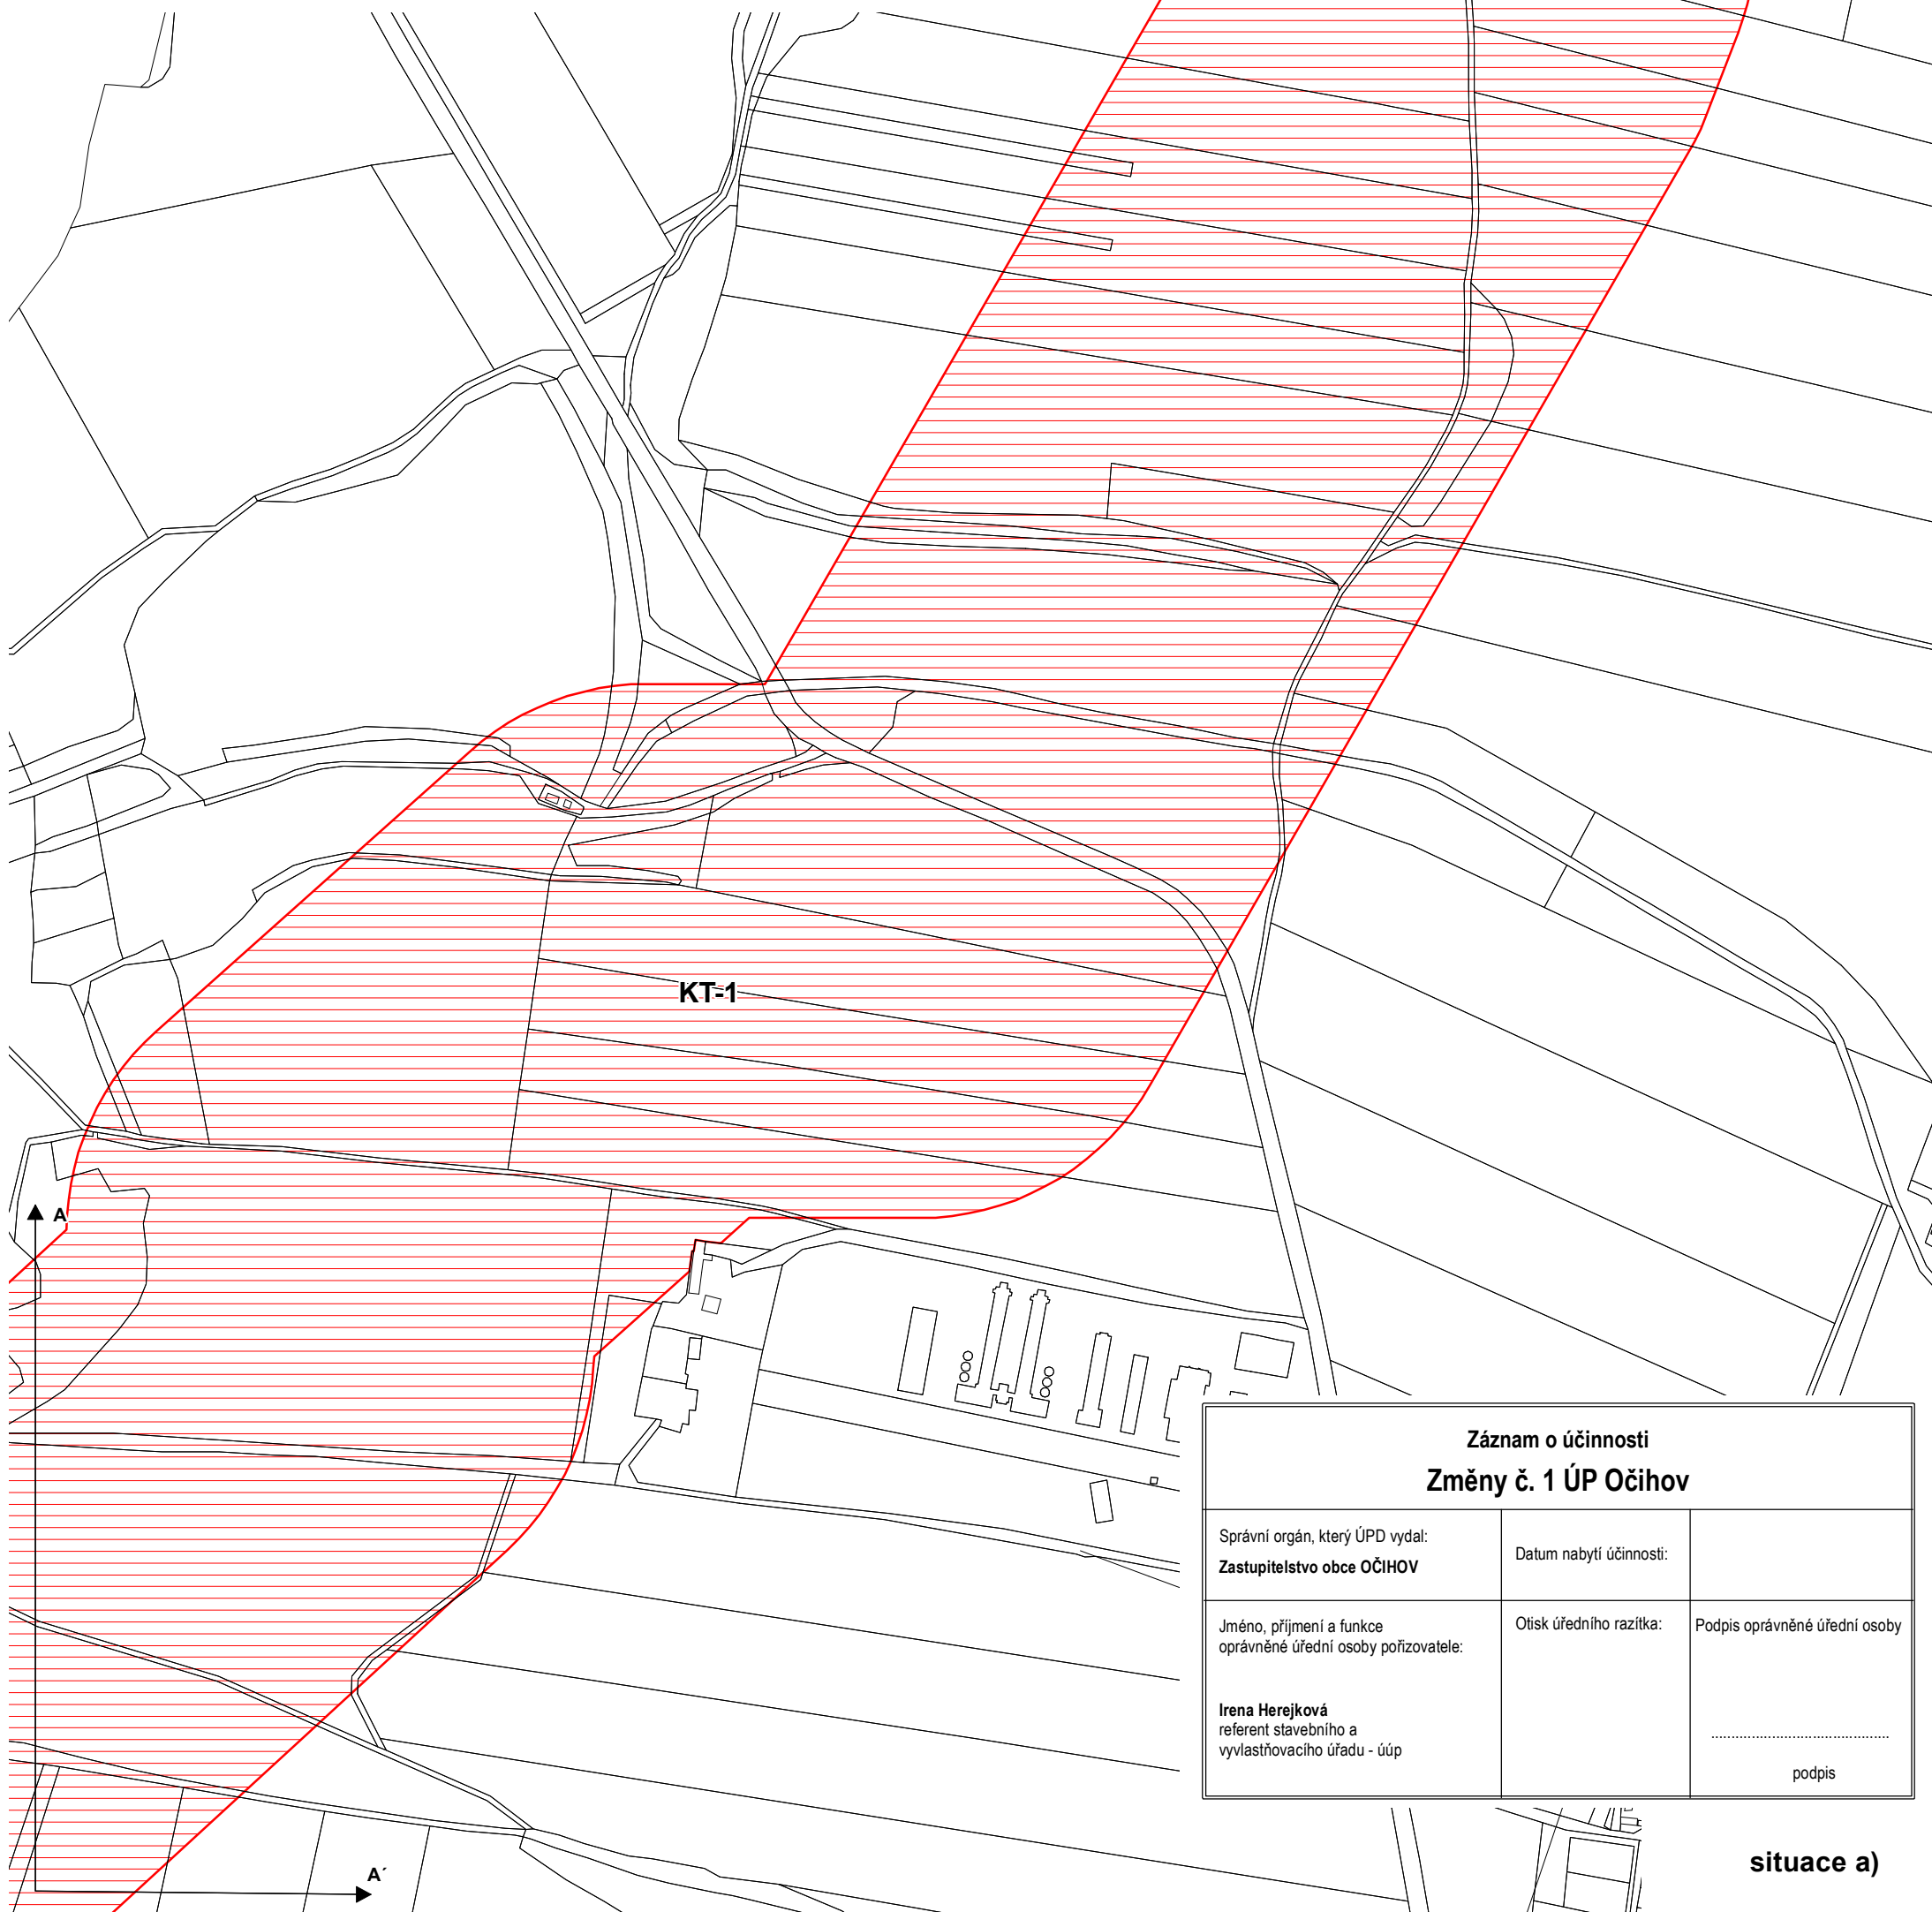 KT-1
A
Záznam o účinnosti
Změny č. 1 ÚP Očihov
Správní orgán, který ÚPD vydal:
Zastupitelstvo obce OČIHOV
Datum nabytí účinnosti:
Jméno, příjmení a funkce
oprávněné úřední osoby pořizovatele:
Irena Herejková
referent stavebního a
vyvlastňovacího úřadu - úúp
Otisk úředního razítka:
Podpis oprávněné úřední osoby
............................................
podpis
A´
situace a)